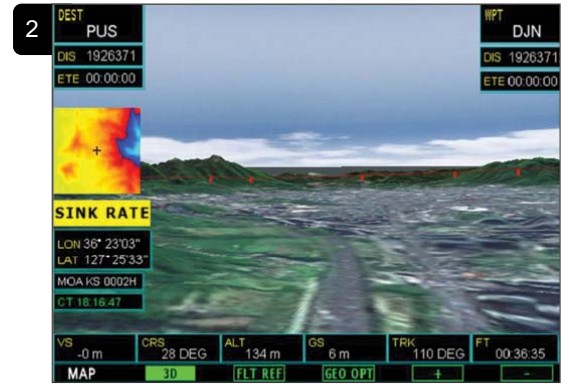 2
DEST
PUS
DIS 1926371
ETE 00:00:00
WPT
DJN
DIS 1926371
ETE 00:00:00
SINK RATE
LON 36° 23'03"
LAT 127° 25'33"
MOA KS 0002H
CT 18:16:47
VS
-0 m
CRS
28 DEG
ALT
134 m
GS
6 m
TRK
110 DEG
FT
00:36:35
MAP 3D FLT REF GEO OPT + -